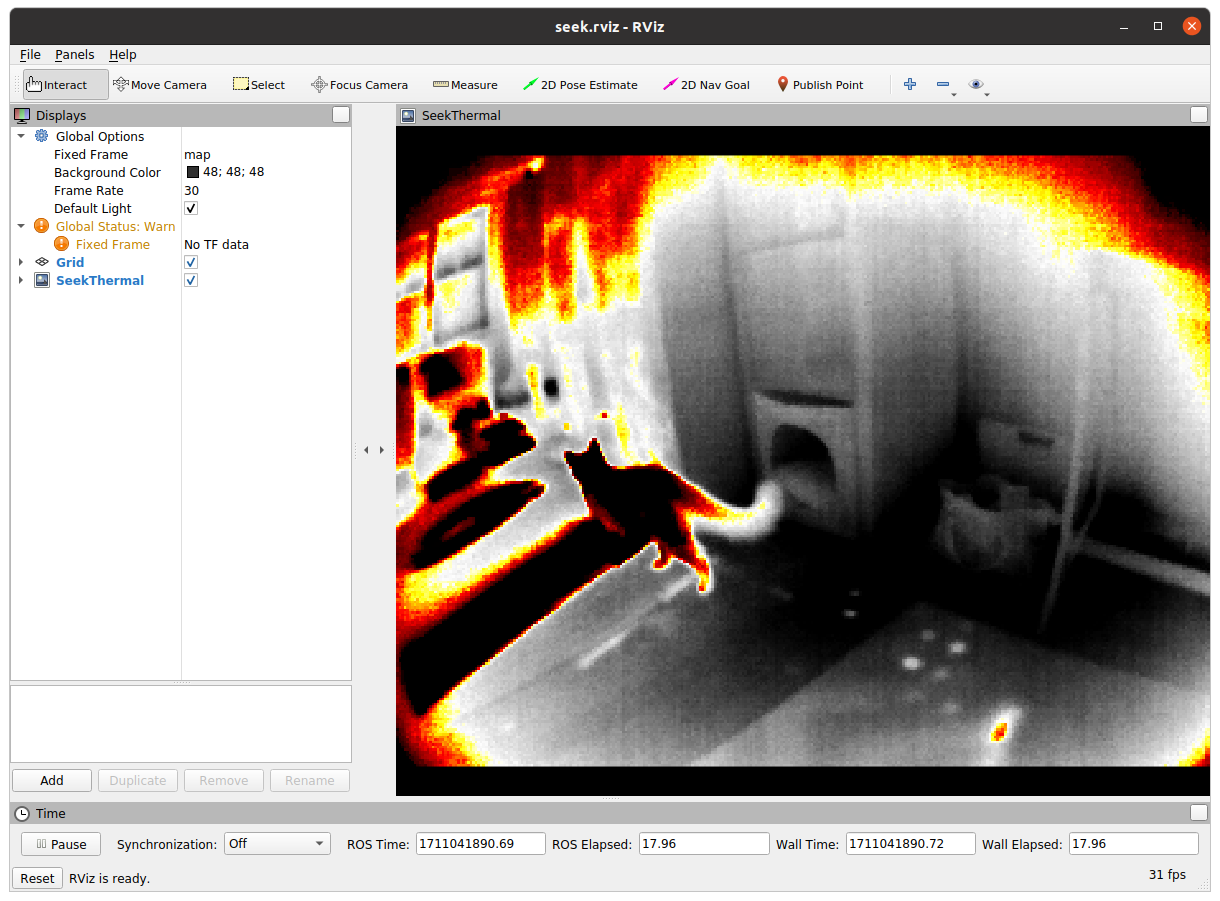 seek.rviz - RViz
File Panels Help
Interact Move Camera Select Focus Camera Measure 2D Pose Estimate 2D Nav Goal Publish Point
Displays
Global Options
Fixed Frame map
Background Color 48; 48; 48
Frame Rate 30
Default Light
Global Status: Warn
Fixed Frame No TF data
Grid
SeekThermal
Add Duplicate Remove Rename
SeekThermal
Time
Pause Synchronization: Off ROS Time: 1711041890.69 ROS Elapsed: 17.96 Wall Time: 1711041890.72 Wall Elapsed: 17.96
Reset RViz is ready. 31 fps